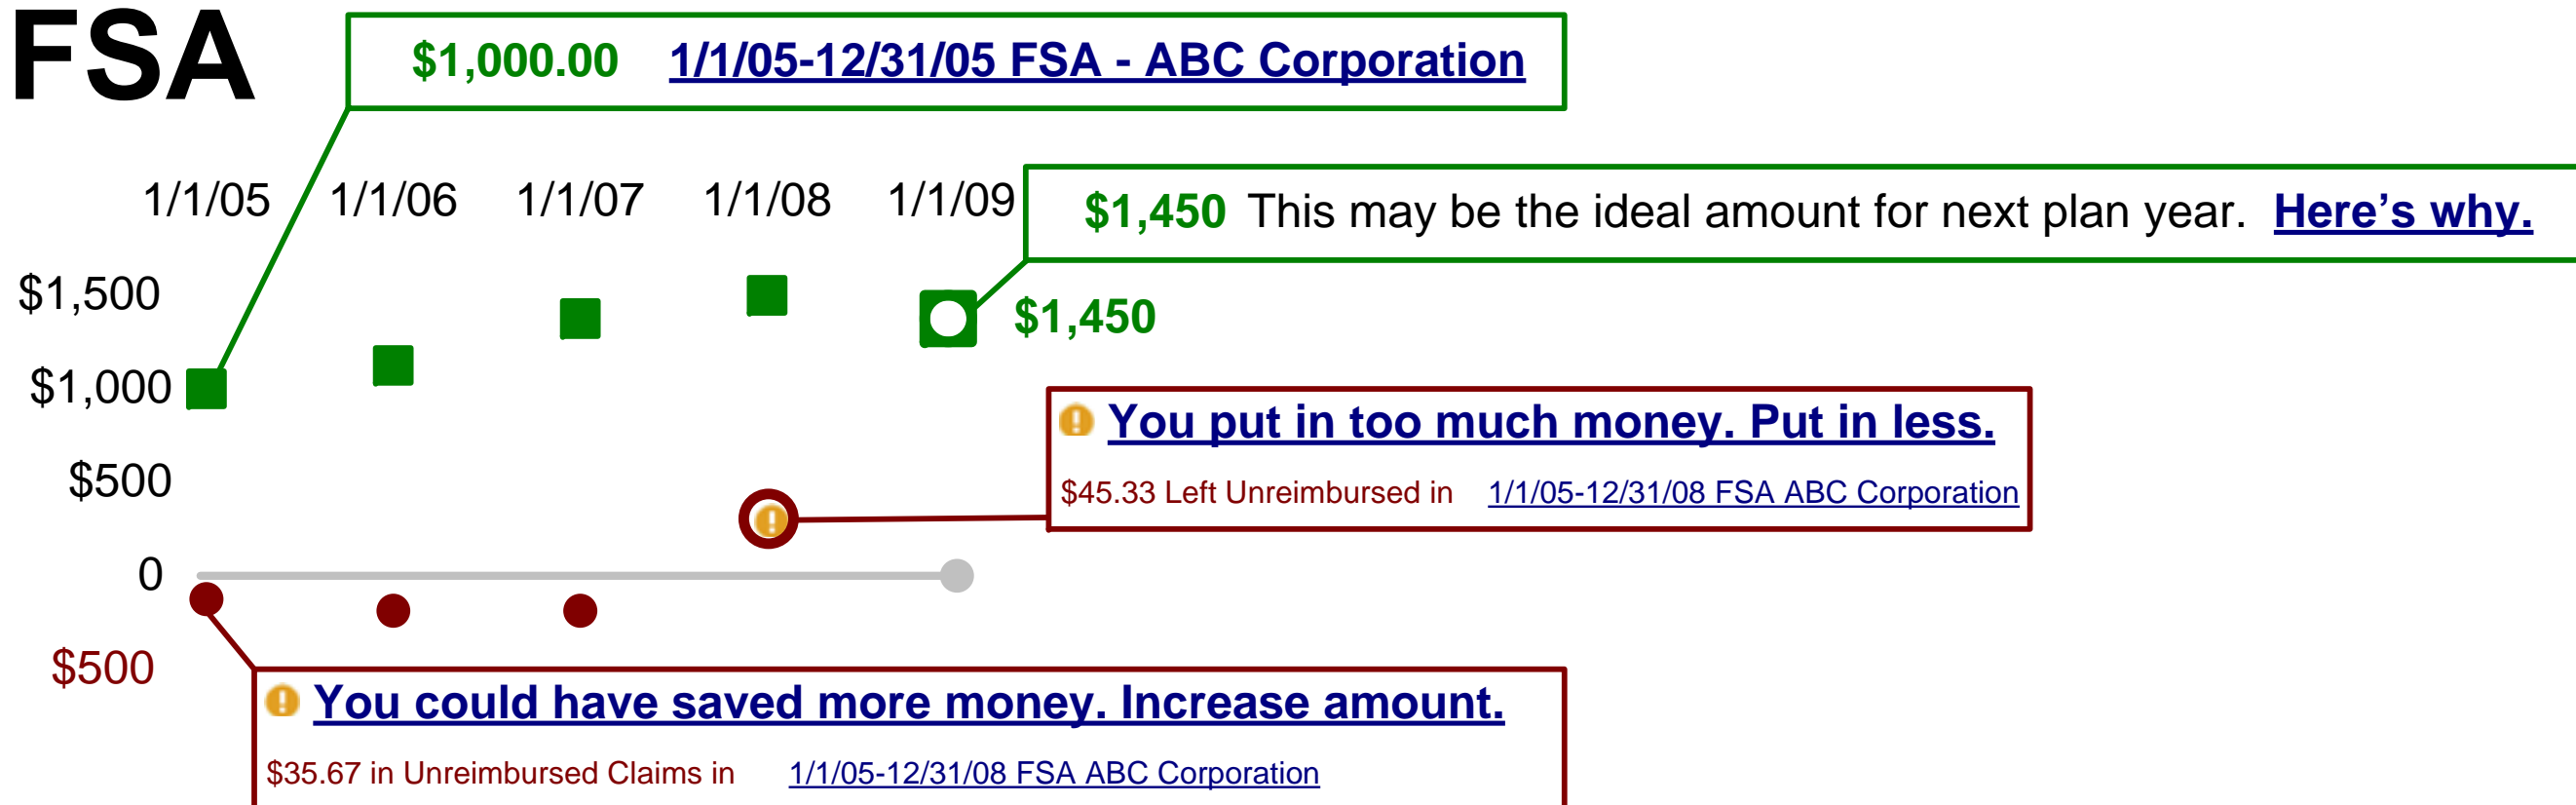 FSA
$1,000.00 1/1/05-12/31/05 FSA - ABC Corporation
1/1/05 1/1/06 1/1/07 1/1/08 1/1/09
$1,450 This may be the ideal amount for next plan year. Here’s why.
$1,500
$1,450
$1,000
You put in too much money. Put in less.
$500
$45.33 Left Unreimbursed in 1/1/05-12/31/08 FSA ABC Corporation
0
$500
You could have saved more money. Increase amount.
$35.67 in Unreimbursed Claims in 1/1/05-12/31/08 FSA ABC Corporation